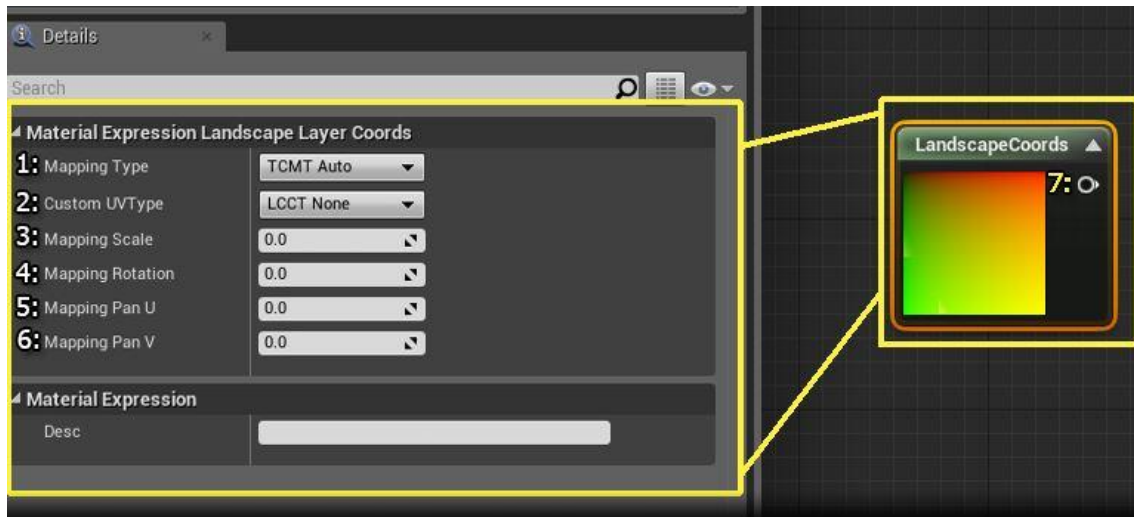 Details
Search
Material Expression Landscape Layer Coords
1: Mapping Type TCMT Auto
2: Custom UVType LCCT None
3: Mapping Scale 0.0
4: Mapping Rotation 0.0
5: Mapping Pan U 0.0
6: Mapping Pan V 0.0
Material Expression
Desc
LandscapeCoords
7: